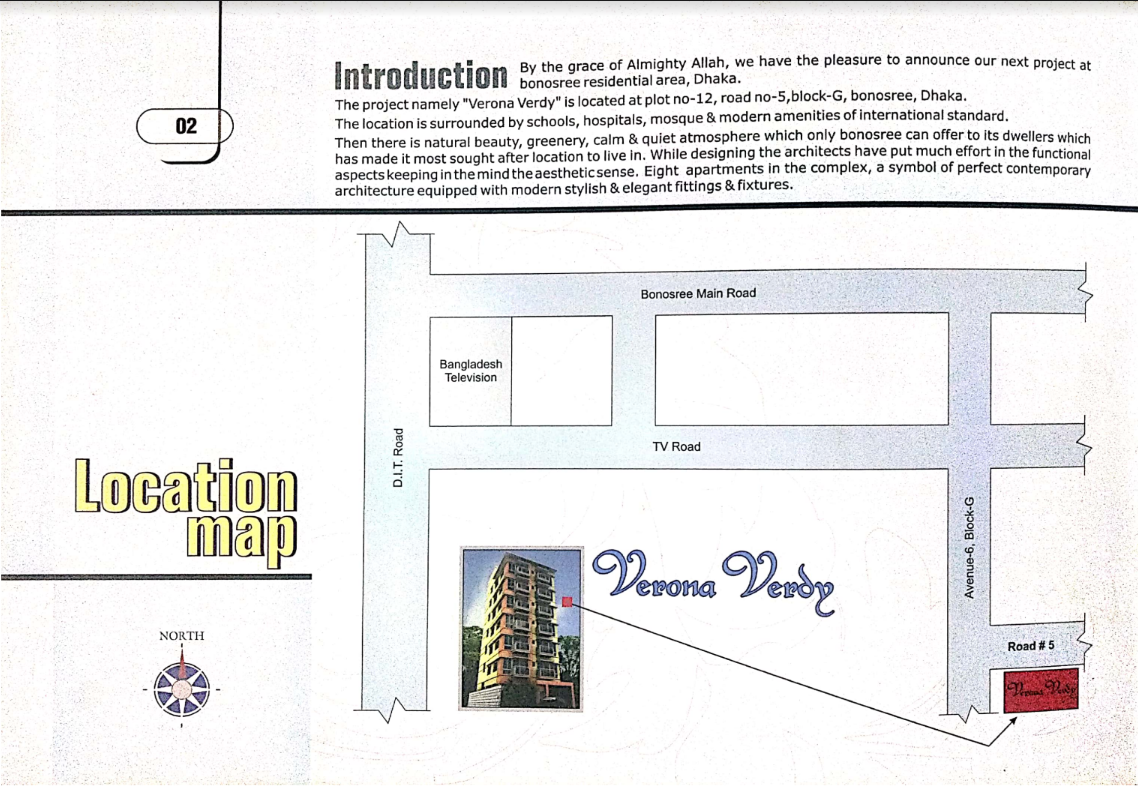 02
Introduction
By the grace of Almighty Allah, we have the pleasure to announce our next project at
bonosree residential area, Dhaka.
The project namely "Verona Verdy" is located at plot no-12, road no-5,block-G, bonosree, Dhaka.
The location is surrounded by schools, hospitals, mosque & modern amenities of international standard.
Then there is natural beauty, greenery, calm & quiet atmosphere which only bonosree can offer to its dwellers which
has made it most sought after location to live in. While designing the architects have put much effort in the functional
aspects keeping in the mind the aesthetic sense. Eight apartments in the complex, a symbol of perfect contemporary
architecture equipped with modern stylish & elegant fittings & fixtures.
Location
map
NORTH
Bonosree Main Road
Bangladesh
Television
D.I.T. Road
TV Road
Avenue-6, Block-G
Verona Verdy
Road # 5
Verona Verdy